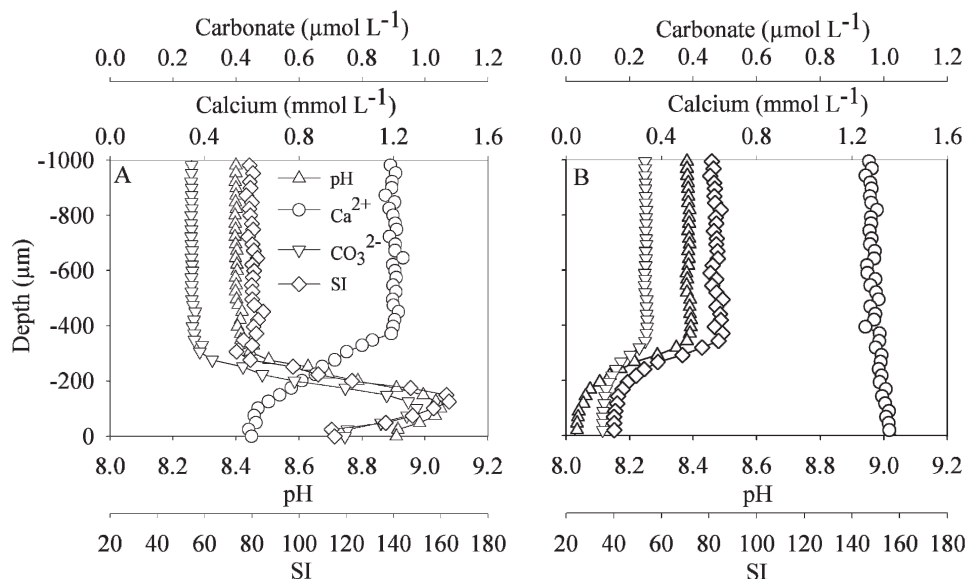 Carbonate (µmol L-1) Carbonate (µmol L-1)
0.0 0.2 0.4 0.6 0.8 1.0 1.2 0.0 0.2 0.4 0.6 0.8 1.0 1.2
Calcium (mmol L-1) Calcium (mmol L-1)
0.0 0.4 0.8 1.2 1.6 0.0 0.4 0.8 1.2 1.6
-1000
-800
-600
-400
-200
0
Depth (µm)
A
pH
Ca2+
CO32-
SI
B
8.0 8.2 8.4 8.6 8.8 9.0 9.2 8.0 8.2 8.4 8.6 8.8 9.0 9.2
pH pH
20 40 60 80 100 120 140 160 180 20 40 60 80 100 120 140 160 180
SI SI